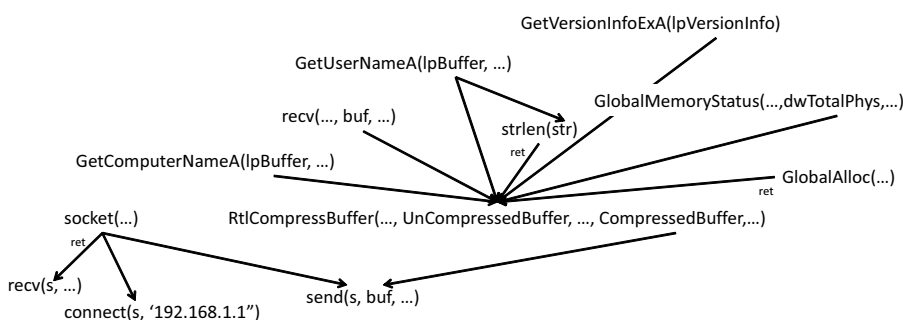 GetVersionInfoExA(lpVersionInfo)
GetUserNameA(lpBuffer, …)
GlobalMemoryStatus(…,dwTotalPhys,…)
recv(…, buf, …)
strlen(str)
ret
GetComputerNameA(lpBuffer, …)
GlobalAlloc(…)
ret
socket(…)
RtlCompressBuffer(…, UnCompressedBuffer, …, CompressedBuffer,…)
ret
recv(s, …)
send(s, buf, …)
connect(s, ‘192.168.1.1”)